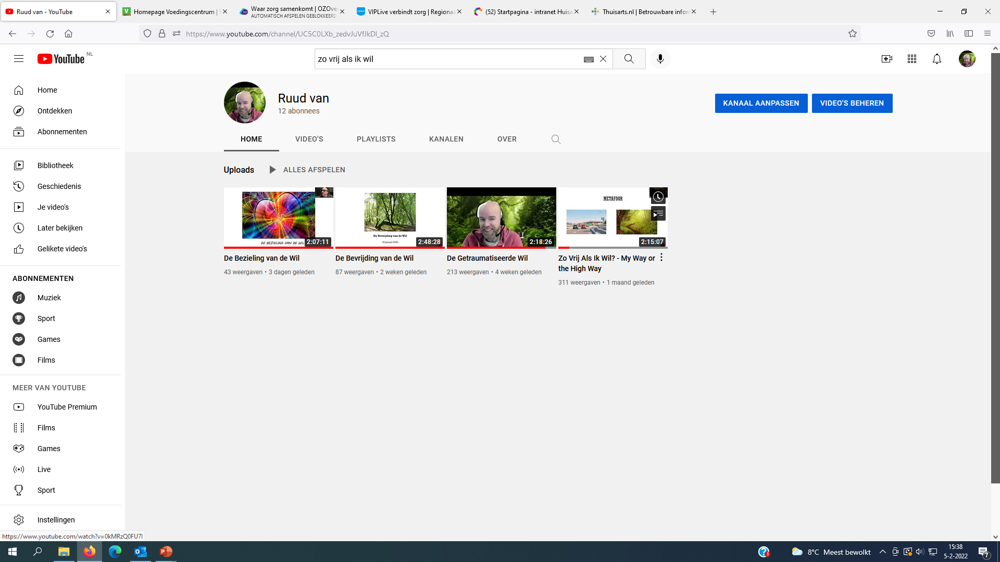 Ruud van - YouTube
Homepage Voedingscentrum |
Waar zorg samenkomt | OZOver
AUTOMATISCH AFSPELEN GEBLOKKEERD
VIPLive verbindt zorg | Regionaa
(52) Startpagina - intranet Huisa
Thuisarts.nl | Betrouwbare infor
https://www.youtube.com/channel/UC5C0LXb_zedvJuVfJkDl_zQ
YouTube NL
zo vrij als ik wil
Home
Ontdekken
Abonnementen
Bibliotheek
Geschiedenis
Je video's
Later bekijken
Gelikete video's
ABONNEMENTEN
Muziek
Sport
Games
Films
MEER VAN YOUTUBE
YouTube Premium
Films
Games
Live
Sport
Instellingen
Ruud van
12 abonnees
KANAAL AANPASSEN
VIDEO'S BEHEREN
HOME
VIDEO'S
PLAYLISTS
KANALEN
OVER
Uploads
ALLES AFSPELEN
DE BEZIELING VAN DE WIL
2:07:11
De Bezieling van de Wil
43 weergaven • 3 dagen geleden
De Bevrijding van de Wil
2:48:28
De Bevrijding van de Wil
87 weergaven • 2 weken geleden
2:18:26
De Getraumatiseerde Wil
213 weergaven • 4 weken geleden
METAFOOR
2:15:07
Zo Vrij Als Ik Wil? - My Way or
the High Way
311 weergaven • 1 maand geleden
https://www.youtube.com/watch?v=0kMRzQ0FU7I
8°C Meest bewolkt
15:38
5-2-2022
7